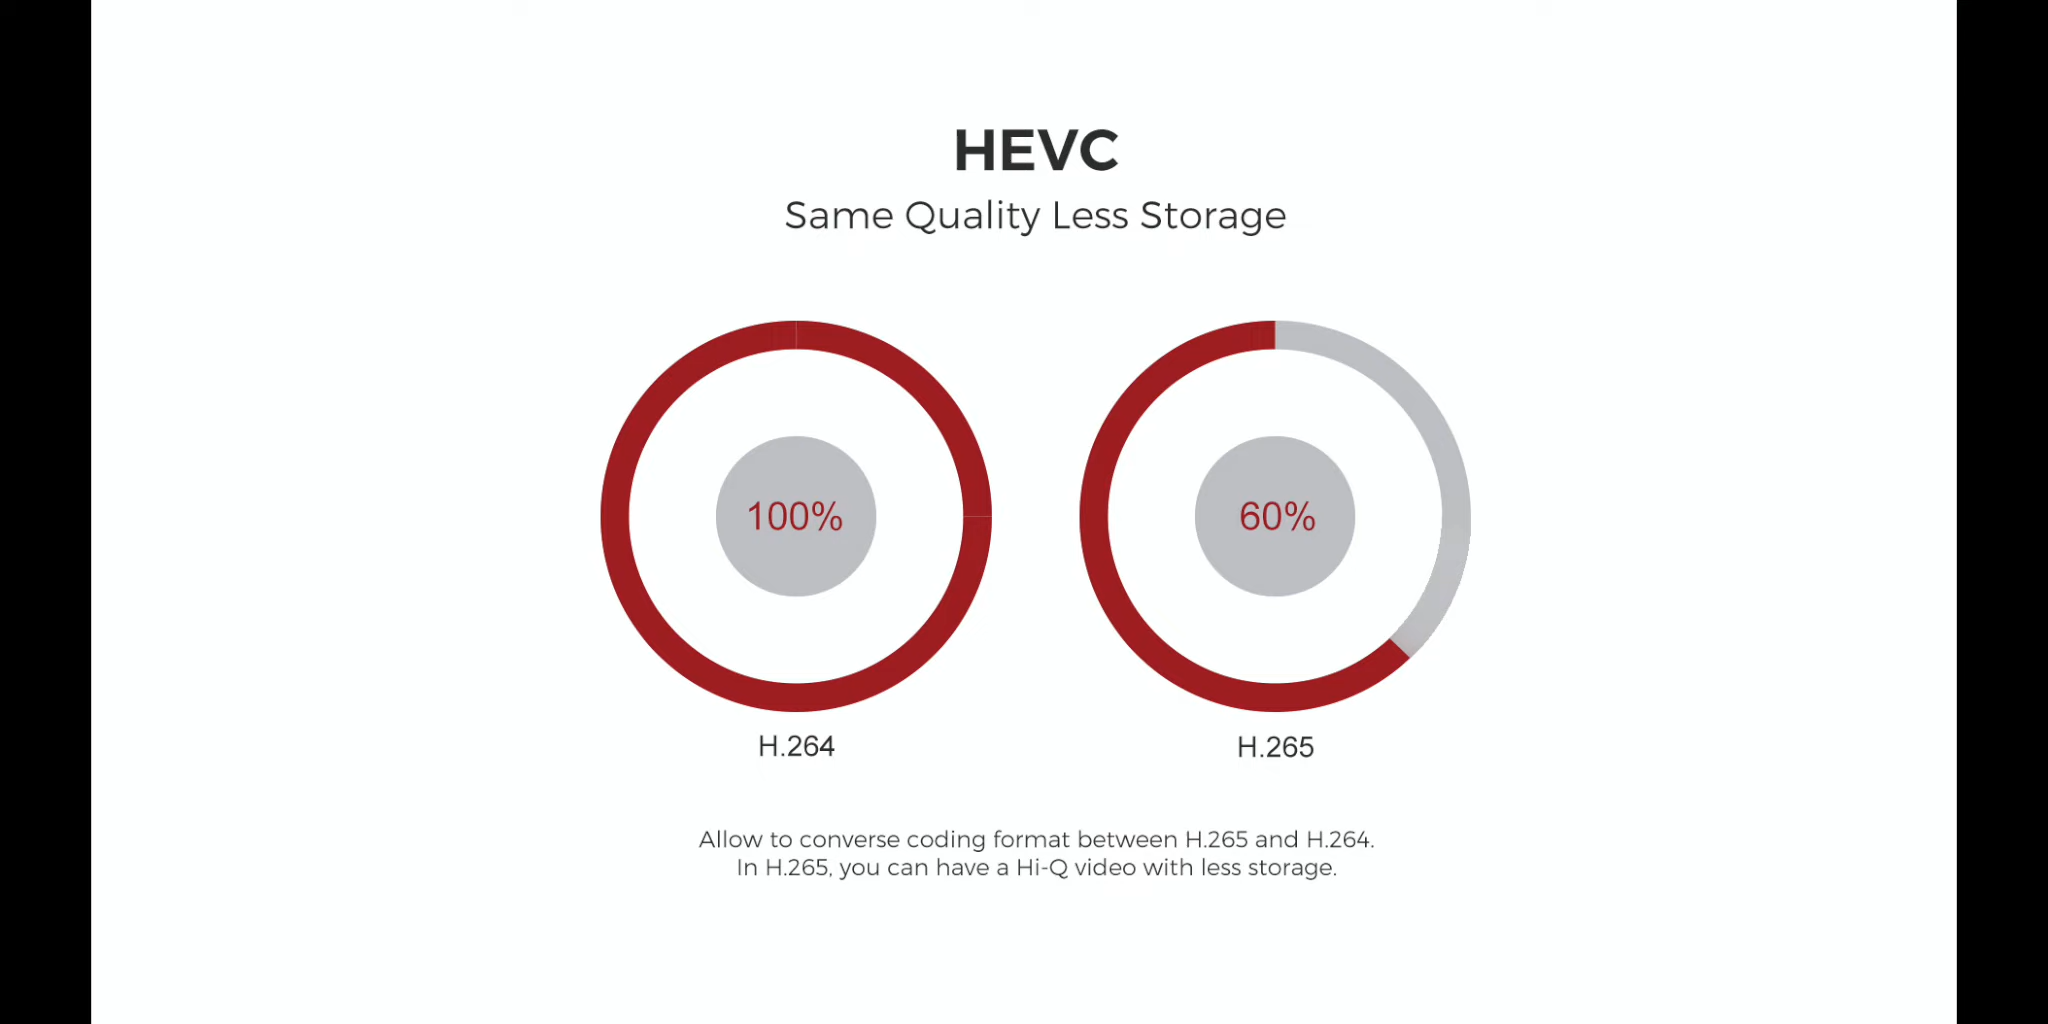 HEVC
Same Quality Less Storage
100%
60%
H.264
H.265
Allow to converse coding format between H.265 and H.264.
In H.265, you can have a Hi-Q video with less storage.